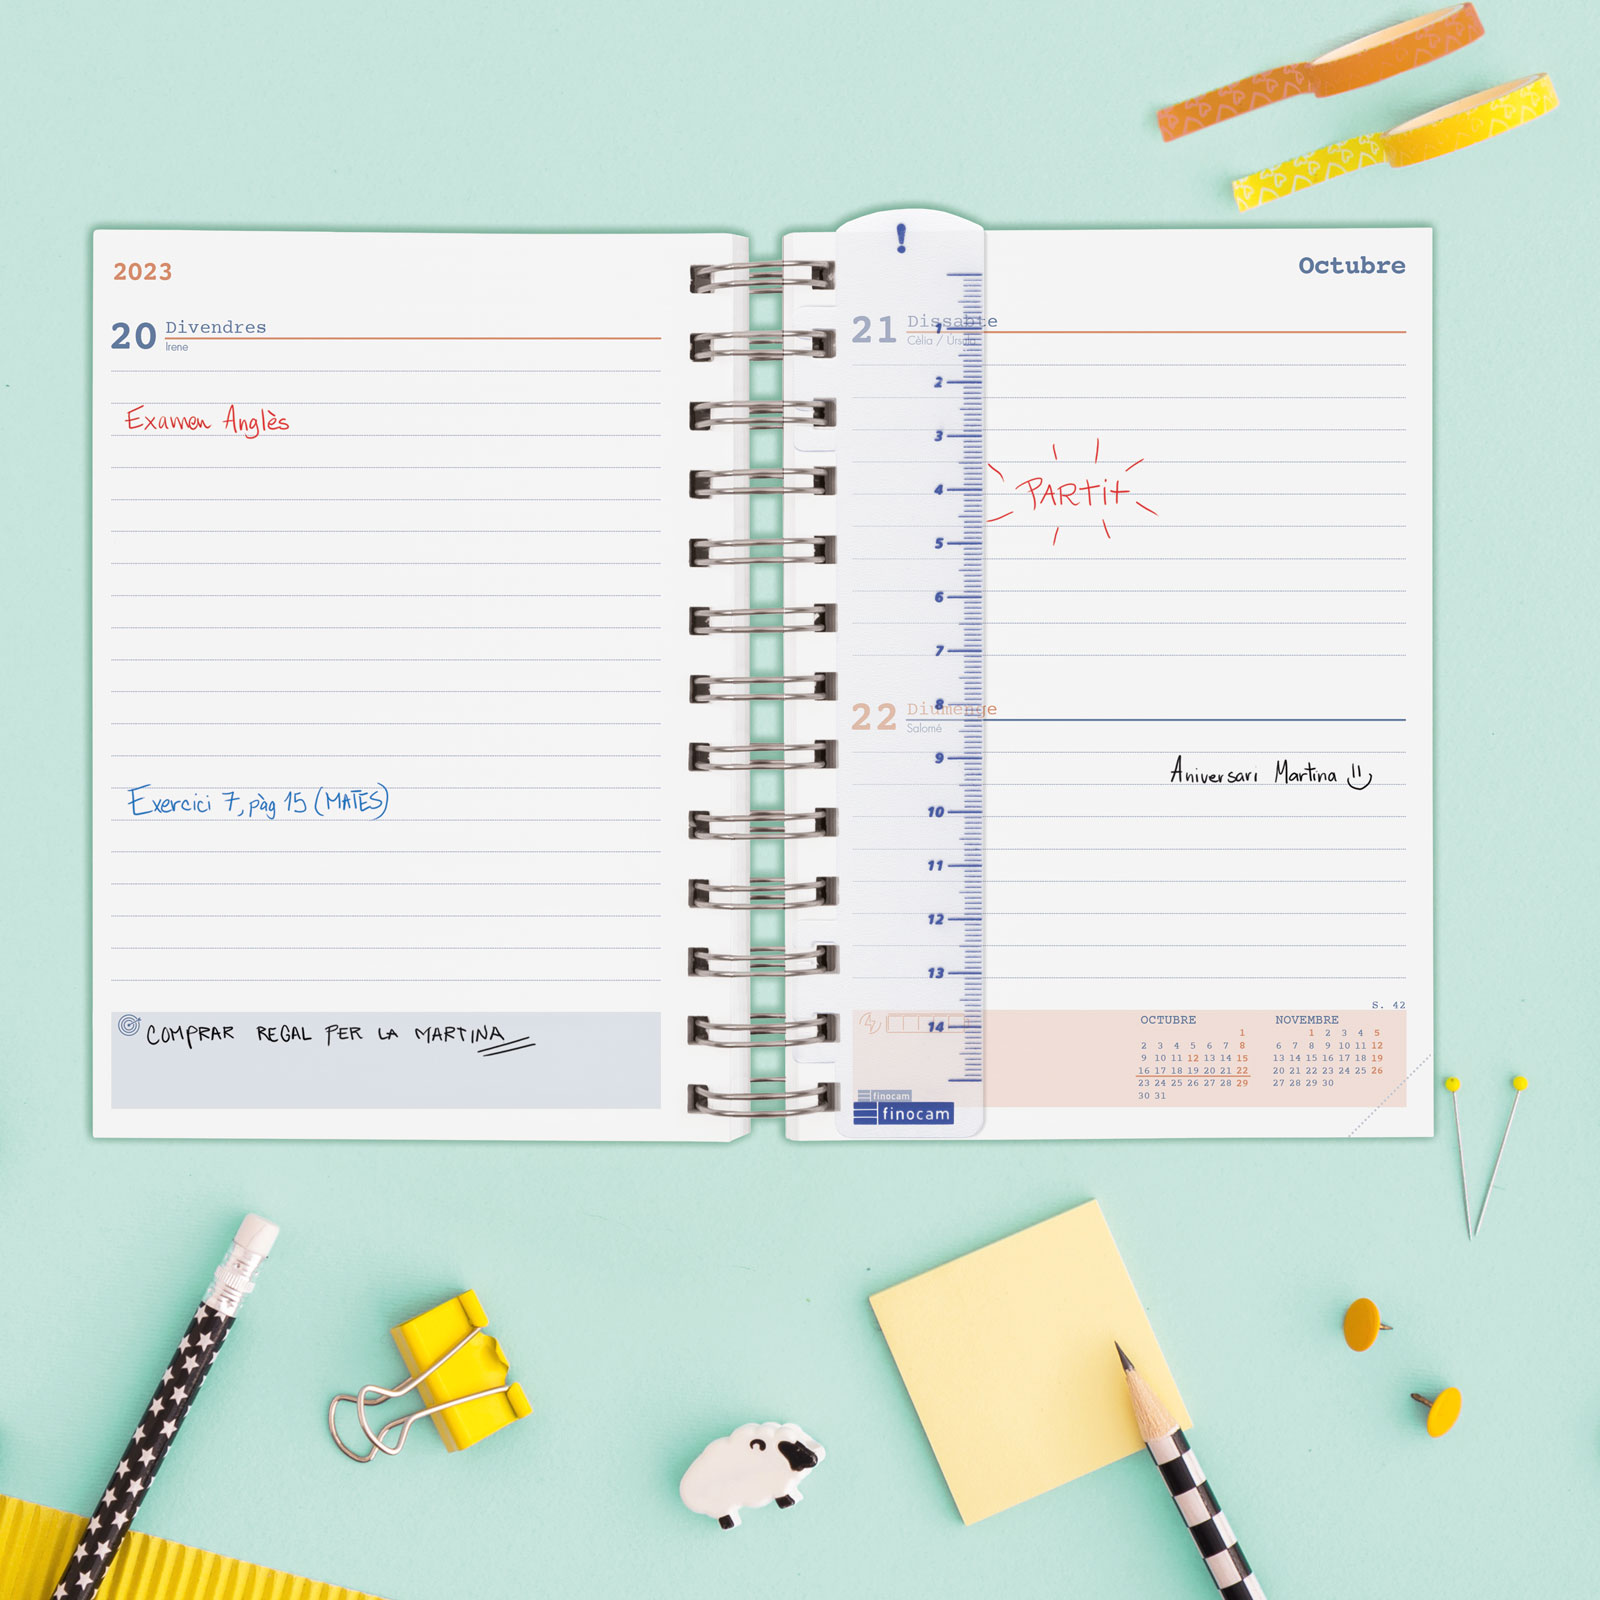 2023
20 Divendres
Irene
Examen Anglès
Exercici 7, pàg 15 (MATES)
COMPRAR REGAL PER LA MARTINA
!
Octubre
21 Dissabte
Cèlia / Úrsula
1
2
3
PARTit
4
5
6
7
8
22 Diumenge
Salomé
9
Aniversari Martina
10
11
12
13
14
S. 42
OCTUBRE
1
2 3 4 5 6 7 8
9 10 11 12 13 14 15
16 17 18 19 20 21 22
23 24 25 26 27 28 29
30 31
NOVEMBRE
1 2 3 4 5
6 7 8 9 10 11 12
13 14 15 16 17 18 19
20 21 22 23 24 25 26
27 28 29 30
finocam
finocam